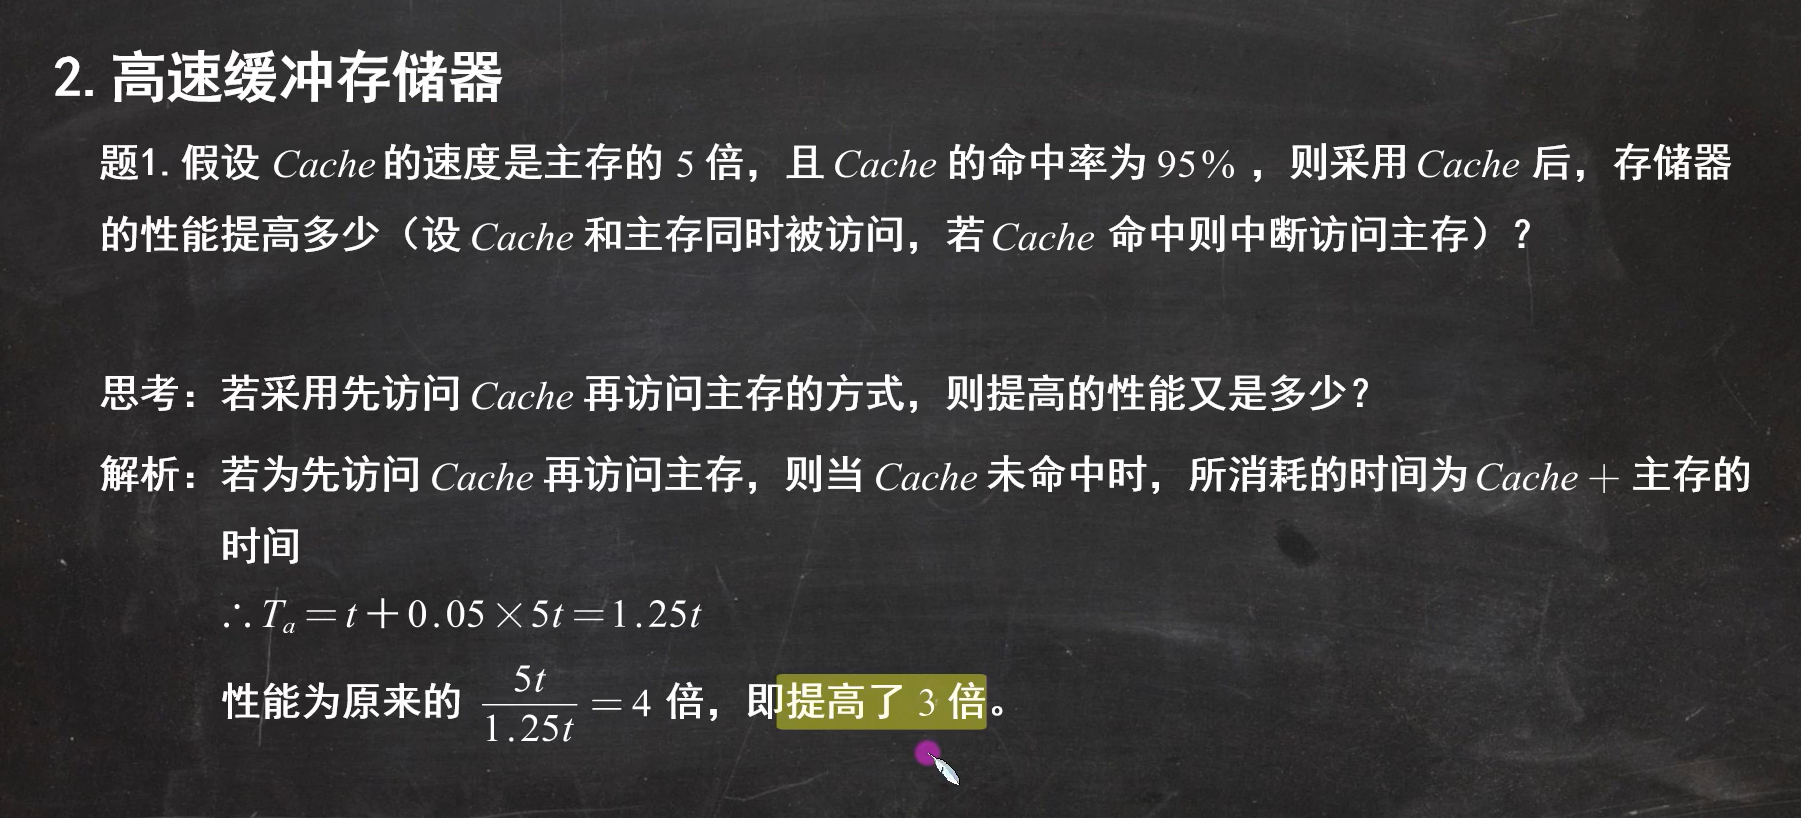 2. 高速缓冲存储器
题1. 假设 Cache 的速度是主存的 5 倍，且 Cache 的命中率为 95%，则采用 Cache 后，存储器
的性能提高多少（设 Cache 和主存同时被访问，若 Cache 命中则中断访问主存）？
思考：若采用先访问 Cache 再访问主存的方式，则提高的性能又是多少？
解析：若为先访问 Cache 再访问主存，则当 Cache 未命中时，所消耗的时间为 Cache + 主存的
时间
∴ Tₐ = t + 0.05 × 5t = 1.25t
性能为原来的 5t/1.25t = 4 倍，即提高了 3 倍。